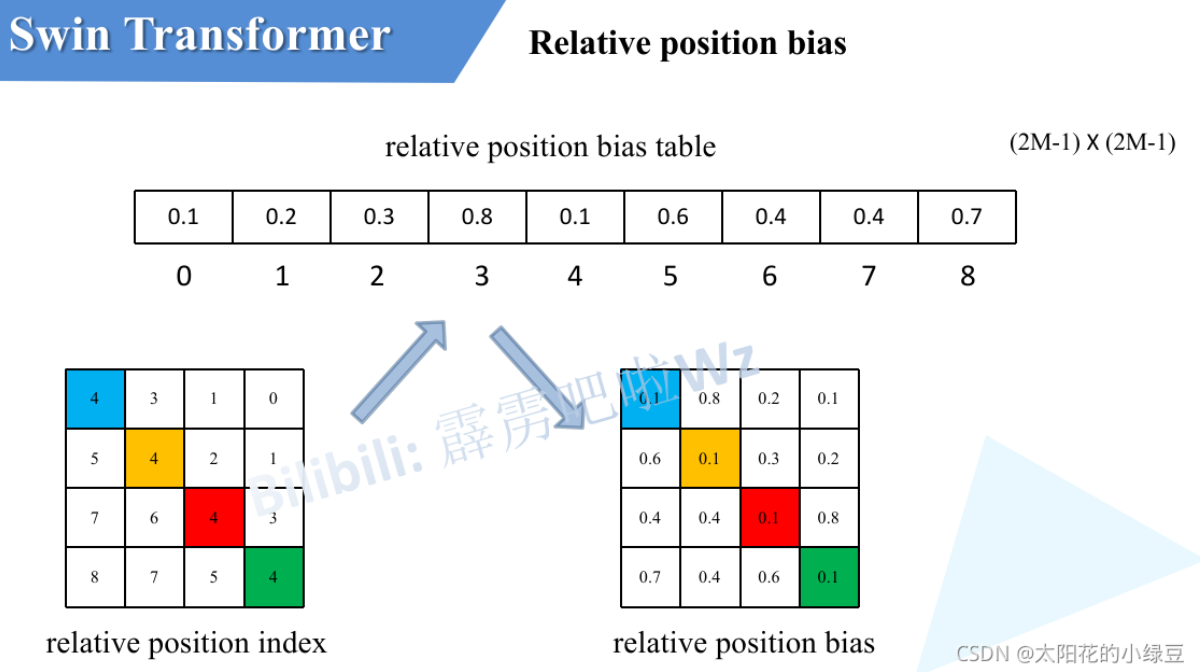 Swin Transformer
Relative position bias
relative position bias table
(2M-1) X (2M-1)
0.1 0.2 0.3 0.8 0.1 0.6 0.4 0.4 0.7
0 1 2 3 4 5 6 7 8
4 3 1 0
5 4 2 1
7 6 4 3
8 7 5 4
relative position index
0.1 0.8 0.2 0.1
0.6 0.1 0.3 0.2
0.4 0.4 0.1 0.8
0.7 0.4 0.6 0.1
relative position bias
Bilibili: 霹雳吧啦Wz
CSDN @太阳花的小绿豆